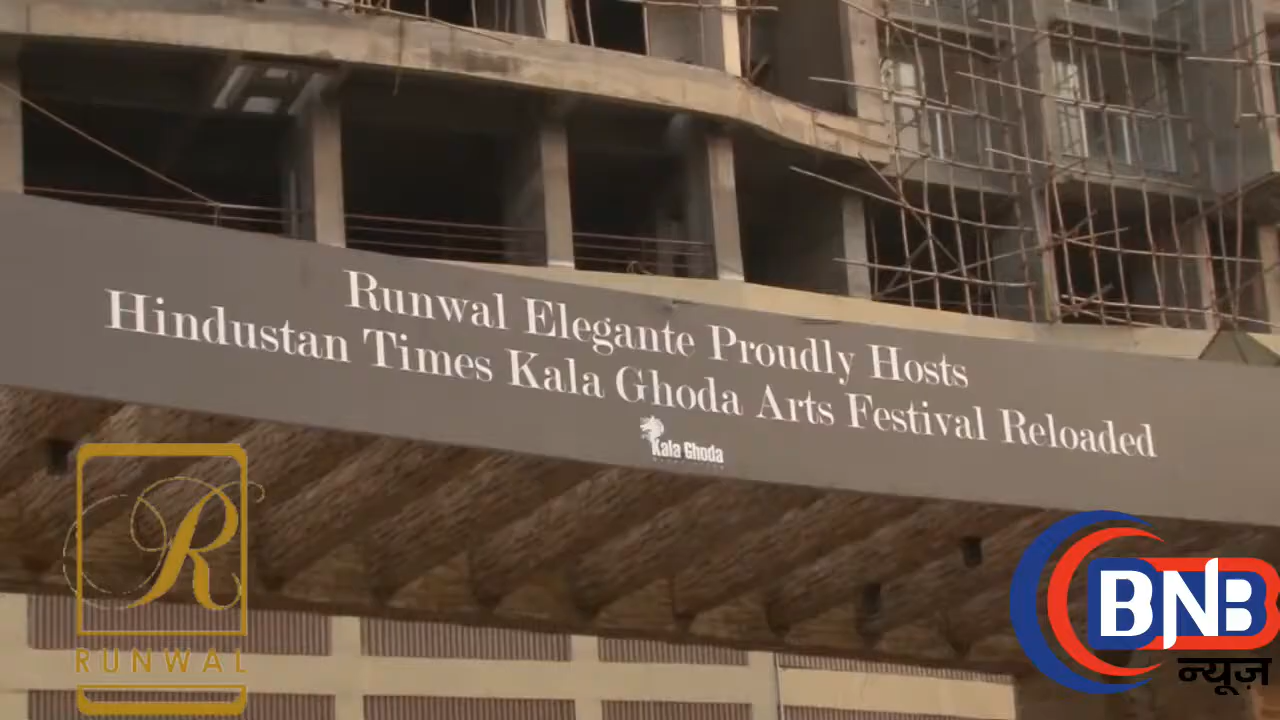 Runwal Elegante Proudly Hosts
Hindustan Times Kala Ghoda Arts Festival Reloaded
Kala Ghoda
R
RUNWAL
BNB
न्यूज़